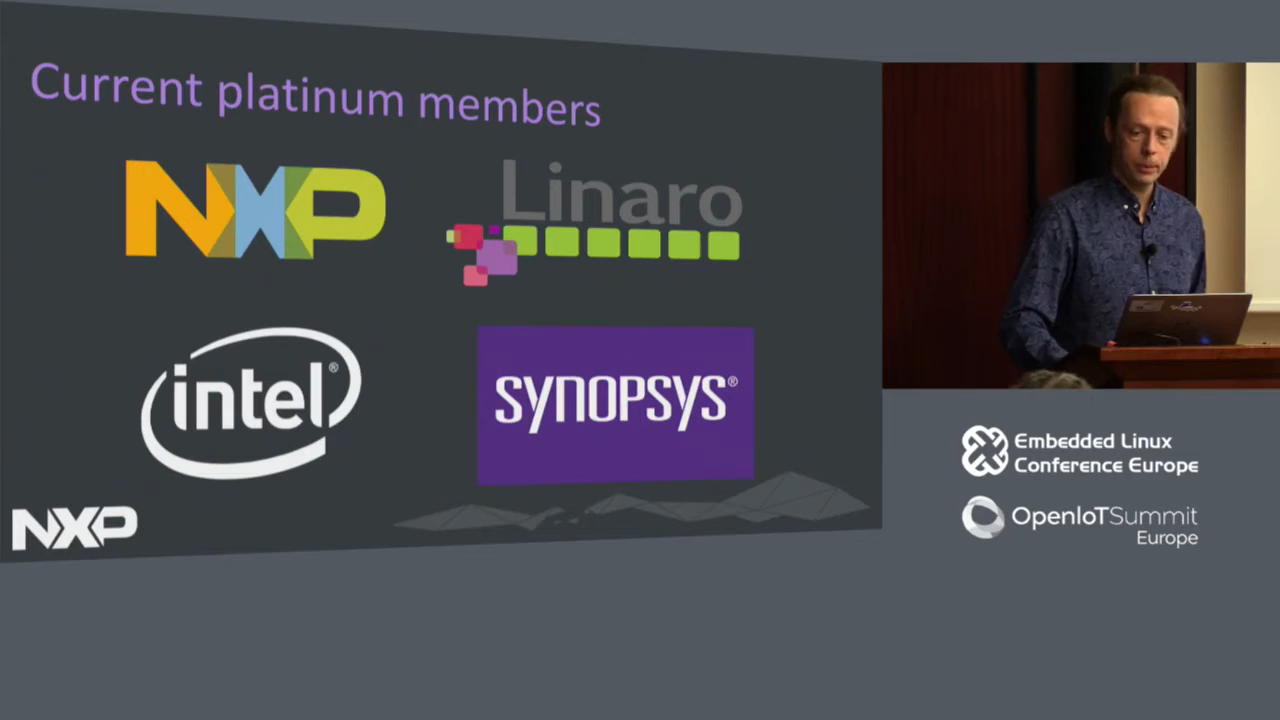 Current platinum members
NXP
Linaro
intel®
SYNOPSYS®
NXP
Embedded Linux
Conference Europe
OpenIoTSummit
Europe